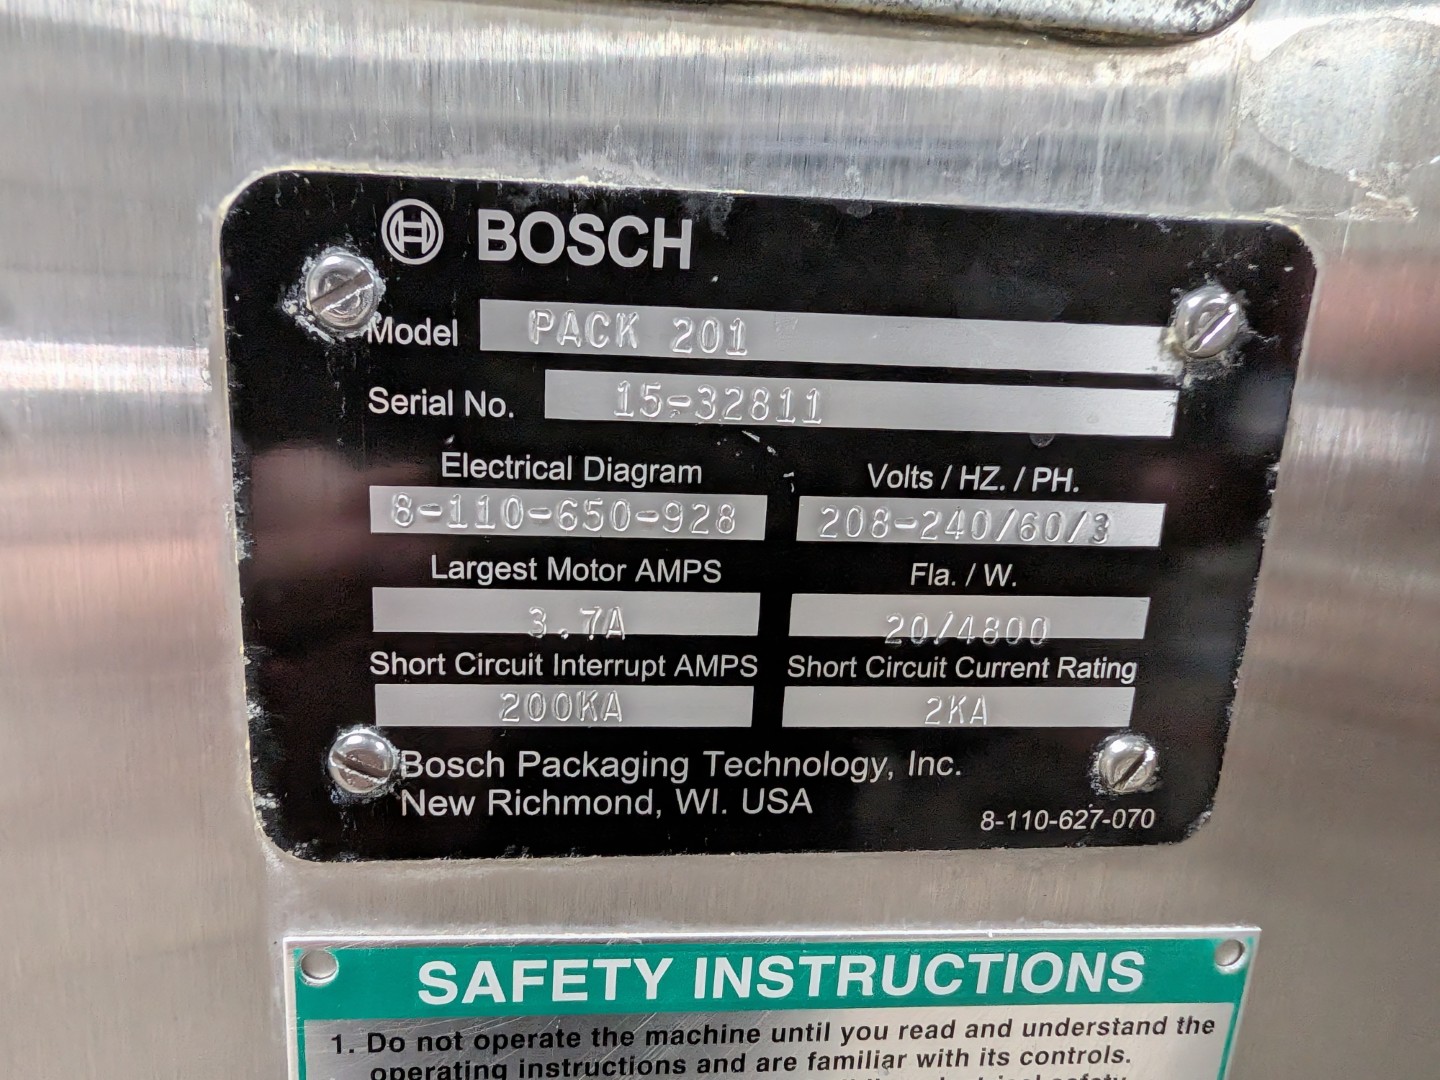 BOSCH
Model PACK 201
Serial No. 15-32811
Electrical Diagram Volts / HZ. / PH.
8-110-650-928 208-240/60/3
Largest Motor AMPS Fla. / W.
3.7A 20/4800
Short Circuit Interrupt AMPS Short Circuit Current Rating
200KA 2KA
Bosch Packaging Technology, Inc.
New Richmond, WI. USA
8-110-627-070
SAFETY INSTRUCTIONS
1. Do not operate the machine until you read and understand the
operating instructions and are familiar with its controls.